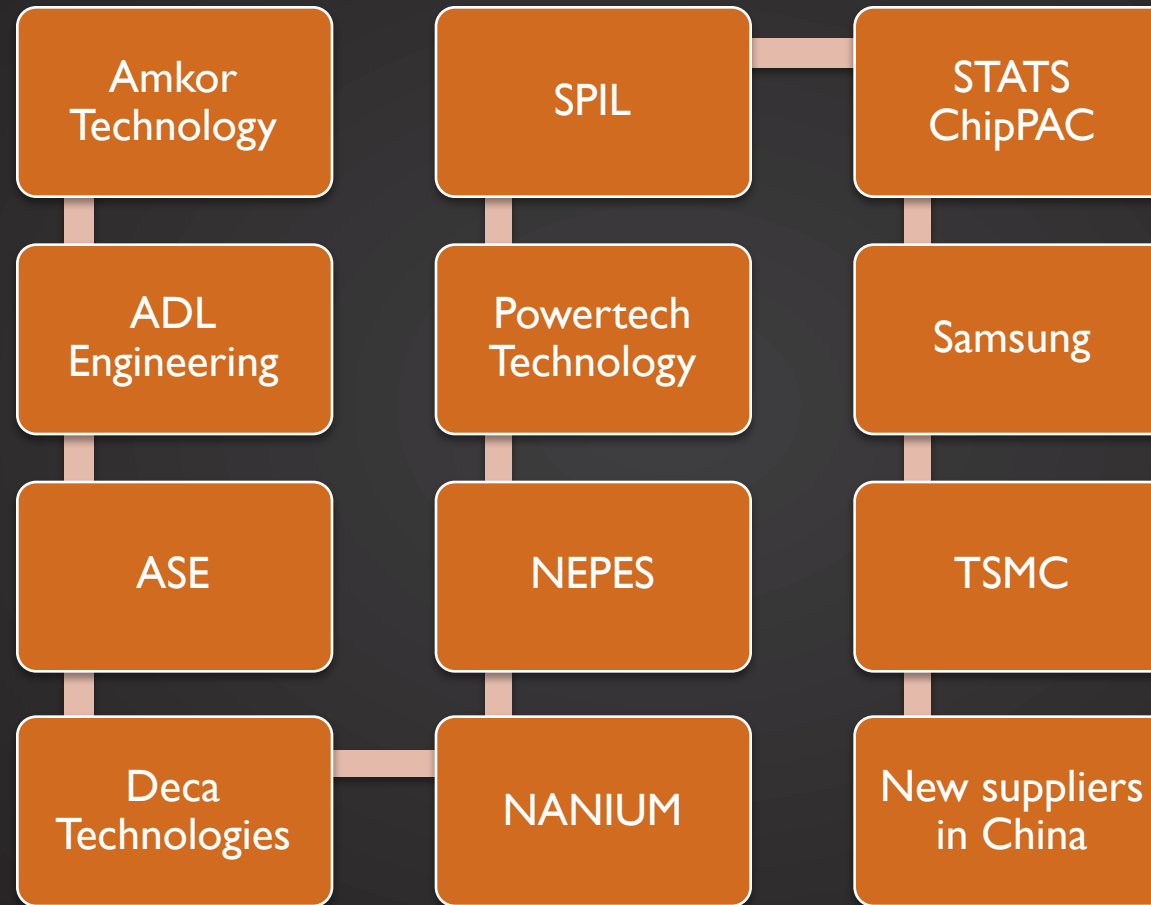 Amkor
Technology
ADL
Engineering
ASE
Deca
Technologies
NANIUM
NEPES
Powertech
Technology
SPIL
STATS
ChipPAC
Samsung
TSMC
New suppliers
in China